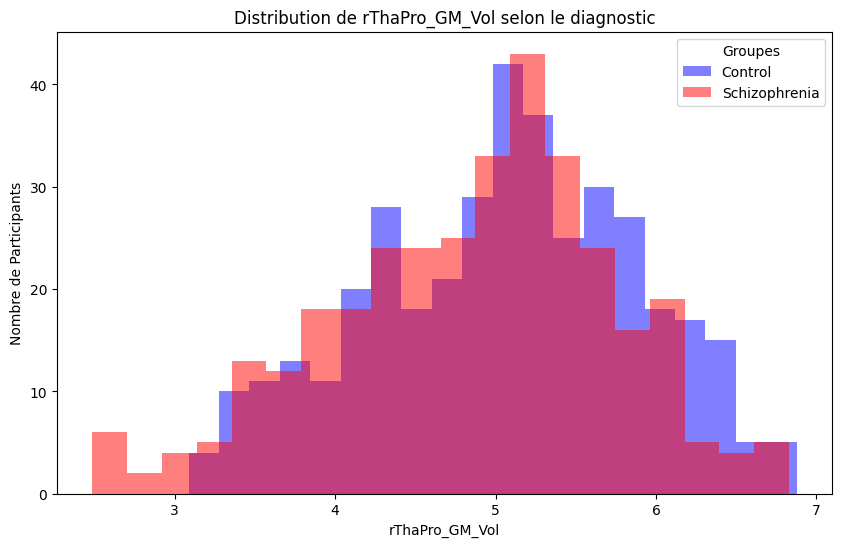 Distribution de rThaPro_GM_Vol selon le diagnostic
Groupes
Control
Schizophrenia
Nombre de Participants
40
30
20
10
0
3
4
5
6
7
rThaPro_GM_Vol